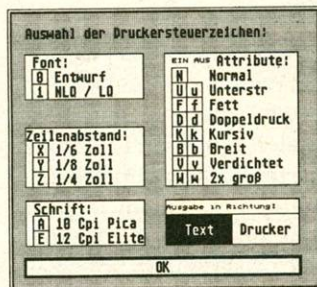 Auswahl der Druckersteuerzeichen:
Font:
0 Entwurf
1 NLQ / LQ
Zeilenabstand:
X 1/6 Zoll
Y 1/8 Zoll
Z 1/4 Zoll
Schrift:
A 10 Cpi Pica
E 12 Cpi Elite
EIN AUS Attribute:
N Normal
U u Unterstr
F f Fett
D d Doppeldruck
K k Kursiv
B b Breit
V v Verdichtet
W w 2x groß
Ausgabe in Richtung:
Text Drucker
OK